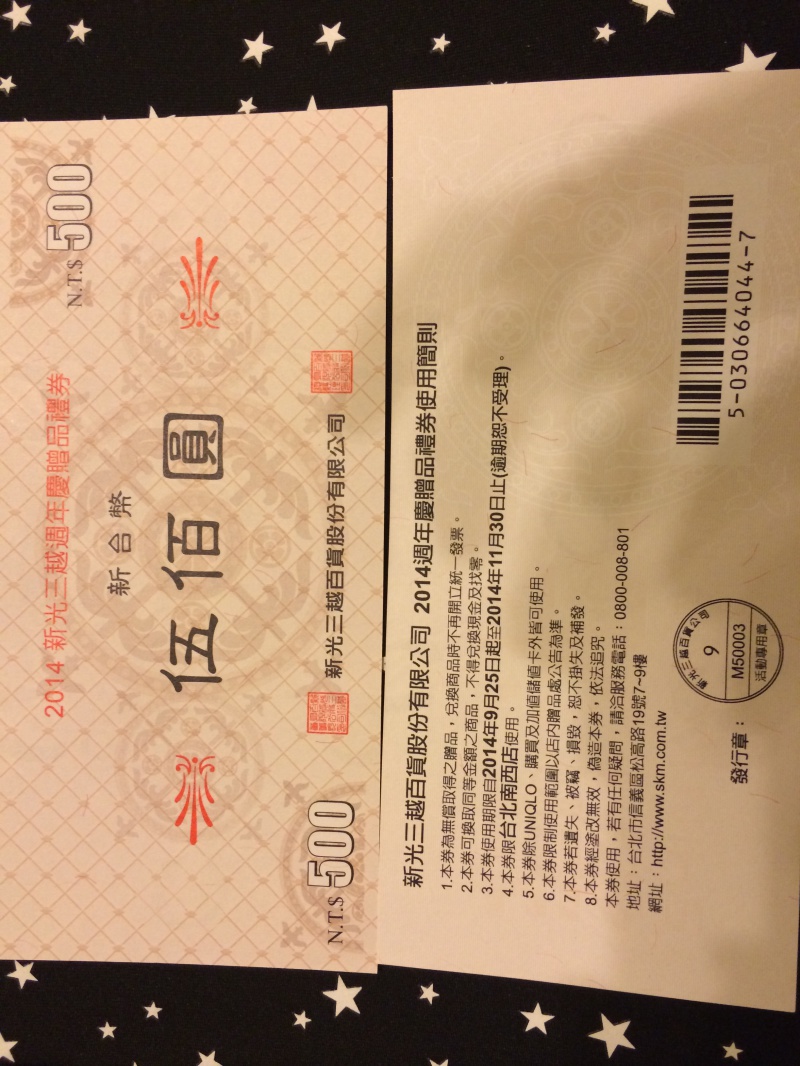 N.T.$ 500
2014 新光三越週年慶贈品禮券
新台幣
伍佰圓
新光三越百貨股份有限公司
N.T.$ 500
新光三越百貨股份有限公司 2014週年慶贈品禮券使用簡則
1.本券為無償取得之贈品，兌換商品時不再開立統一發票。
2.本券可換取同等金額之商品，不得兌換現金及找零。
3.本券使用期限自2014年9月25日起至2014年11月30日止(逾期恕不受理)。
4.本券限台北南西店使用。
5.本券除UNIQLO、購買及加值儲值卡外皆可使用。
6.本券限制使用範圍以店內贈品處公告為準。
7.本券若遺失、被竊、損毀，恕不掛失及補發。
8.本券經塗改無效，偽造本券，依法追究。
本券使用，若有任何疑問，請洽服務電話：0800-008-801
地址：台北市信義區松高路19號7~9樓
網址：http://www.skm.com.tw
發行章：
新光三越百貨公司
9
M50003
活動專用章
5-030664044-7